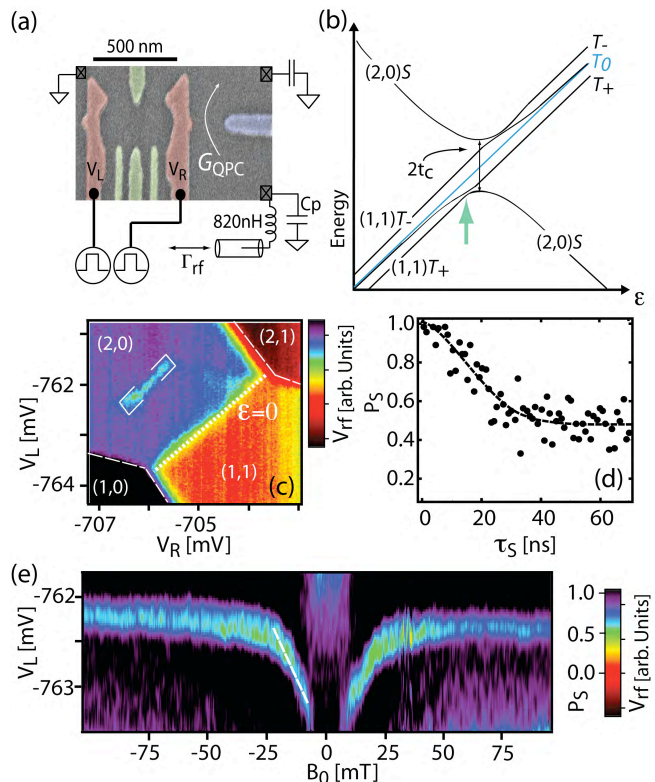 (a)
500 nm
V_L
V_R
G_QPC
820nH
Cp
Γ_rf
(b)
Energy
(2,0)S
T-
T0
T+
2t_c
(1,1)T-
(1,1)T+
(2,0)S
ε
(2,0)
(2,1)
ε=0
(1,0)
(1,1)
(c)
-762
-764
V_L [mV]
-707
-705
V_R [mV]
V_rf [arb. Units]
1.0
0.8
0.6
0.4
P_S
0
20
40
60
τ_S [ns]
(d)
(e)
-762
-763
V_L [mV]
-75
-50
-25
0
25
50
75
B_0 [mT]
P_S
1.0
0.5
0.0
Vrf [arb. Units]